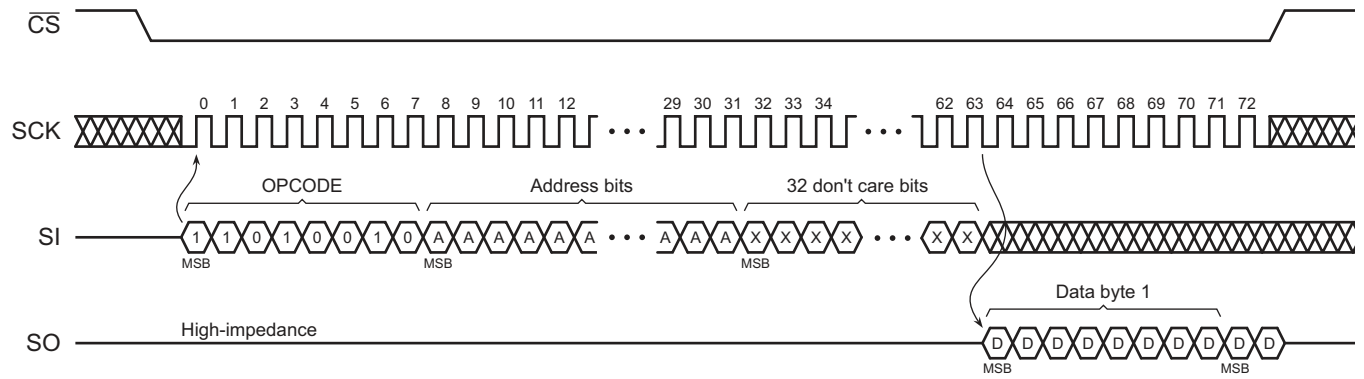 CS
0 1 2 3 4 5 6 7 8 9 10 11 12 29 30 31 32 33 34 62 63 64 65 66 67 68 69 70 71 72
SCK
OPCODE Address bits 32 don't care bits
SI 1 1 0 1 0 0 1 0 A A A A A A A A A X X X X X X
MSB MSB MSB
Data byte 1
High-impedance
SO D D D D D D D D D D
MSB MSB